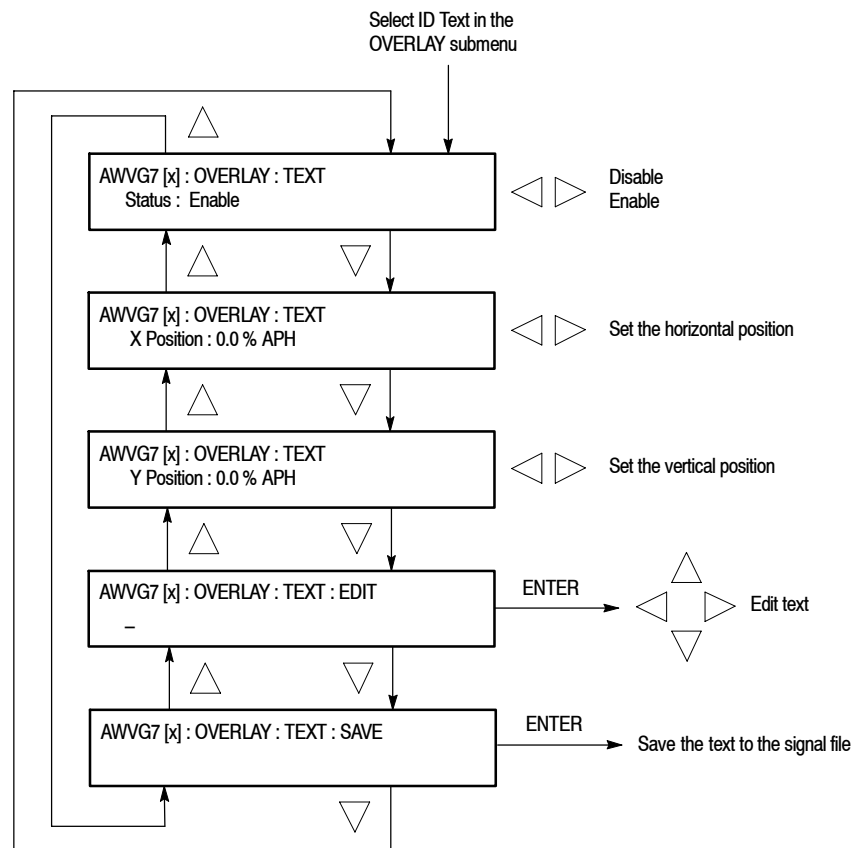 Select ID Text in the
OVERLAY submenu
AWVG7 [x] : OVERLAY : TEXT
Status : Enable
Disable
Enable
AWVG7 [x] : OVERLAY : TEXT
X Position : 0.0 % APH
Set the horizontal position
AWVG7 [x] : OVERLAY : TEXT
Y Position : 0.0 % APH
Set the vertical position
AWVG7 [x] : OVERLAY : TEXT : EDIT
_
ENTER
Edit text
AWVG7 [x] : OVERLAY : TEXT : SAVE
ENTER
Save the text to the signal file